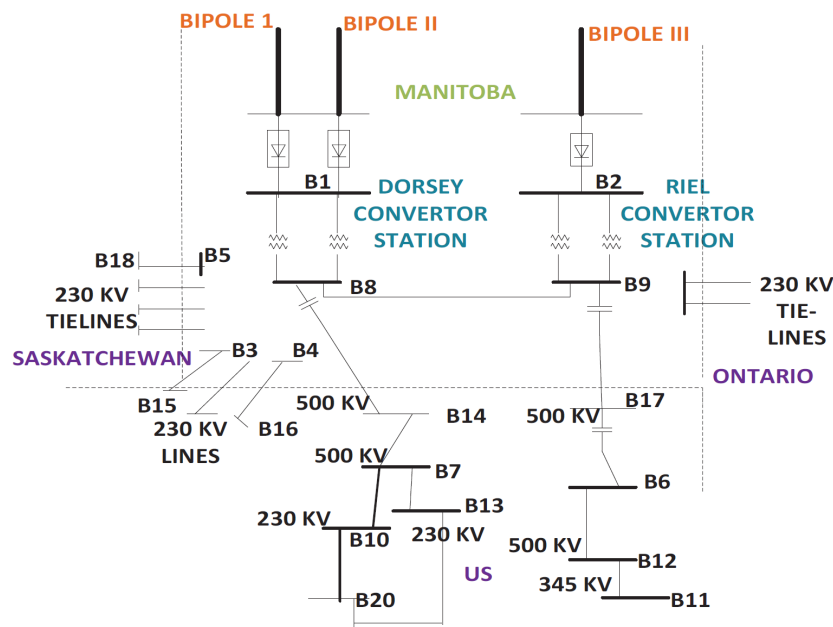 BIPOLE 1
BIPOLE II
BIPOLE III
MANITOBA
B1
DORSEY
CONVERTOR
STATION
B2
RIEL
CONVERTOR
STATION
B18
B5
230 KV
TIELINES
B8
B9
230 KV
TIE-
LINES
SASKATCHEWAN
B3
B4
ONTARIO
B15
230 KV
LINES
B16
500 KV
B14
500 KV
B17
500 KV
B7
B6
230 KV
B10
B13
230 KV
500 KV
B12
US
345 KV
B11
B20